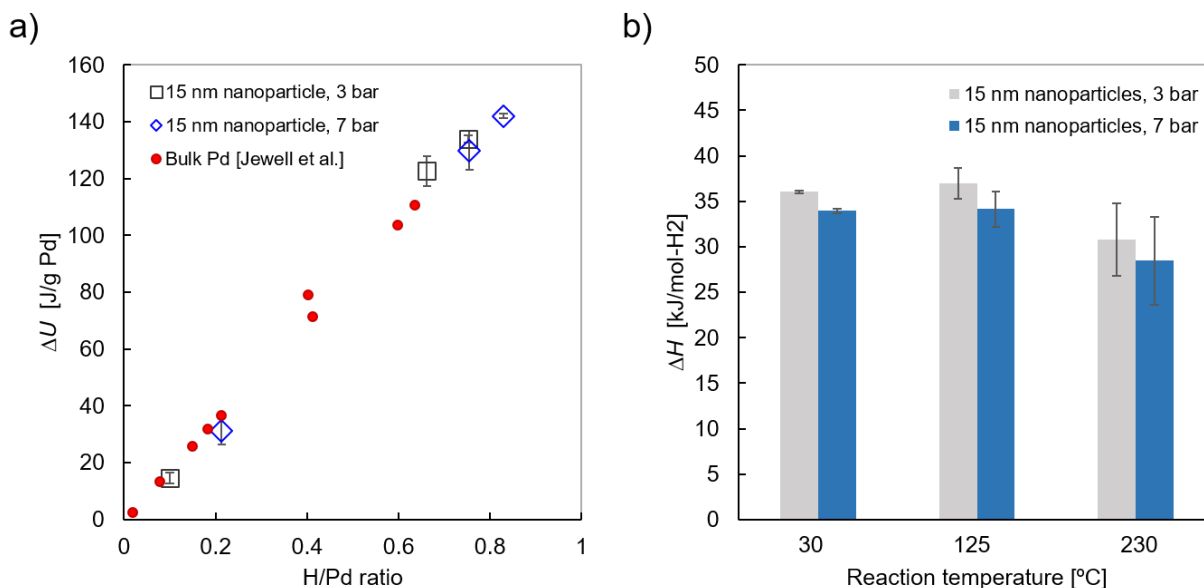 a)
160
140
120
100
80
60
40
20
0
ΔU [J/g Pd]
15 nm nanoparticle, 3 bar
15 nm nanoparticle, 7 bar
Bulk Pd [Jewell et al.]
0 0.2 0.4 0.6 0.8 1
H/Pd ratio
b)
50
45
40
35
30
25
20
15
10
5
0
ΔH [kJ/mol-H2]
15 nm nanoparticles, 3 bar
15 nm nanoparticles, 7 bar
30 125 230
Reaction temperature [ºC]